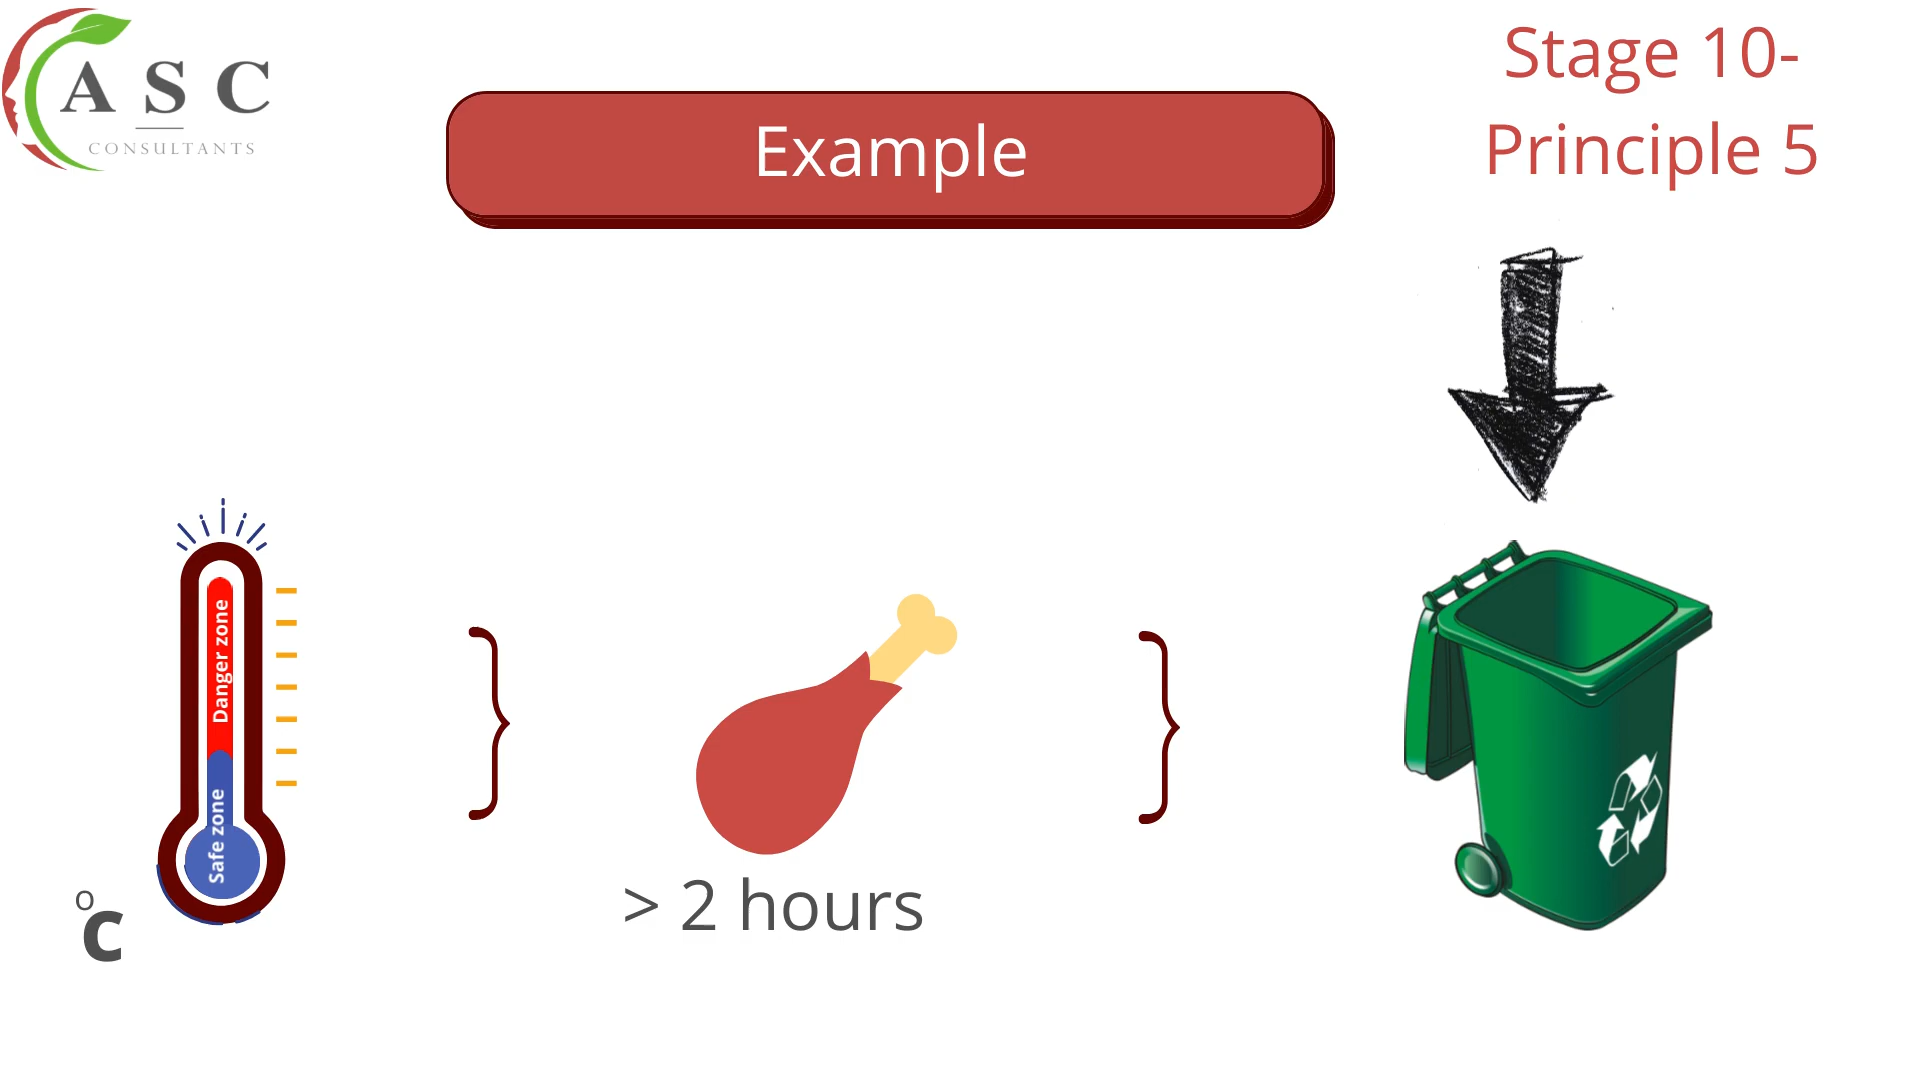 A S C
CONSULTANTS
Example
Stage 10-
Principle 5
Danger zone
Safe zone
°C
> 2 hours